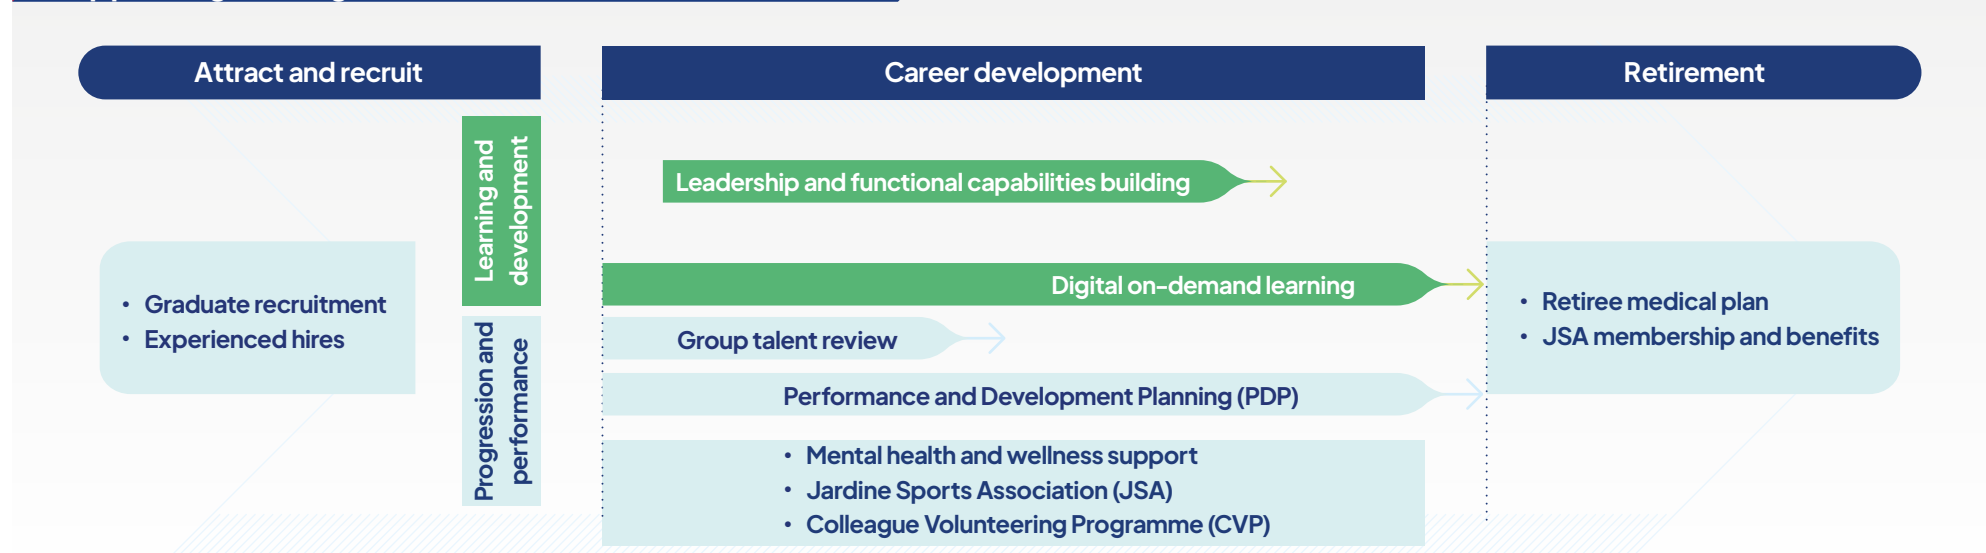 Attract and recruit
Career development
Retirement
Graduate recruitment
Experienced hires
Learning and
development
Leadership and functional capabilities building
Digital on-demand learning
Progression and
performance
Group talent review
Performance and Development Planning (PDP)
• Mental health and wellness support
• Jardine Sports Association (JSA)
• Colleague Volunteering Programme (CVP)
• Retiree medical plan
• JSA membership and benefits